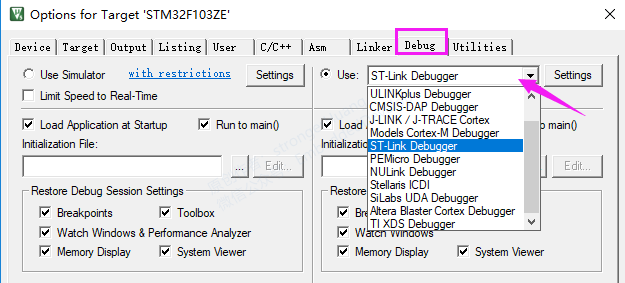 Options for Target 'STM32F103ZE'
Device Target Output Listing User C/C++ Asm Linker Debug Utilities
Use Simulator with restrictions Settings Use: ST-Link Debugger Settings
Limit Speed to Real-Time
ULINKplus Debugger
CMSIS-DAP Debugger
J-LINK / J-TRACE Cortex
Models Cortex-M Debugger
ST-Link Debugger
PEMicro Debugger
NULink Debugger
Stellaris ICDI
SiLabs UDA Debugger
Altera Blaster Cortex Debugger
TI XDS Debugger
Load Application at Startup Run to main() Load main()
Initialization File: Initialization
... Edit... Edit...
Restore Debug Session Settings Restore
Breakpoints Toolbox
Watch Windows & Performance Analyzer Watch Windows
Memory Display System Viewer Memory Display System Viewer